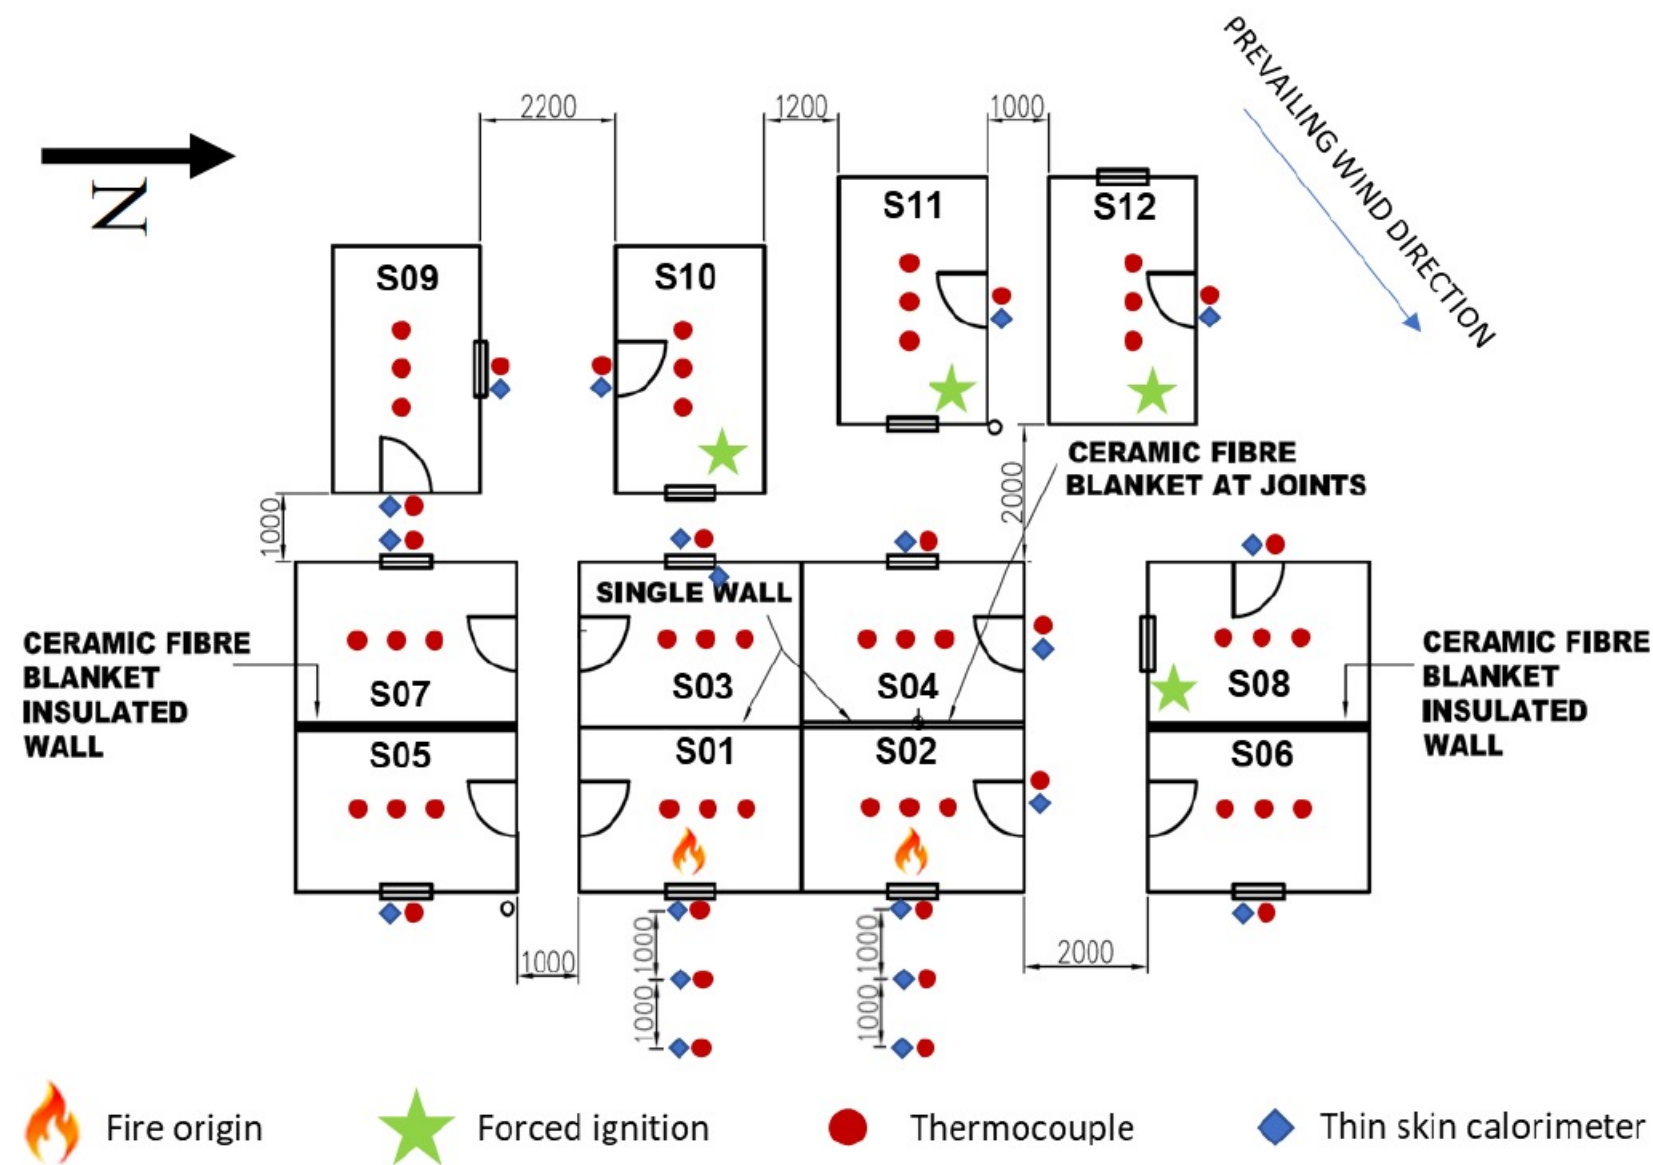 PREVAILING WIND DIRECTION
2200
1200
1000
N
S11
S12
S09
S10
1000
2000
CERAMIC FIBRE
BLANKET AT JOINTS
SINGLE WALL
CERAMIC FIBRE
BLANKET
INSULATED
WALL
S07
S03
S04
S08
CERAMIC FIBRE
BLANKET
INSULATED
WALL
S05
S01
S02
S06
1000
1000
1000
2000
1000
1000
Fire origin
Forced ignition
Thermocouple
Thin skin calorimeter